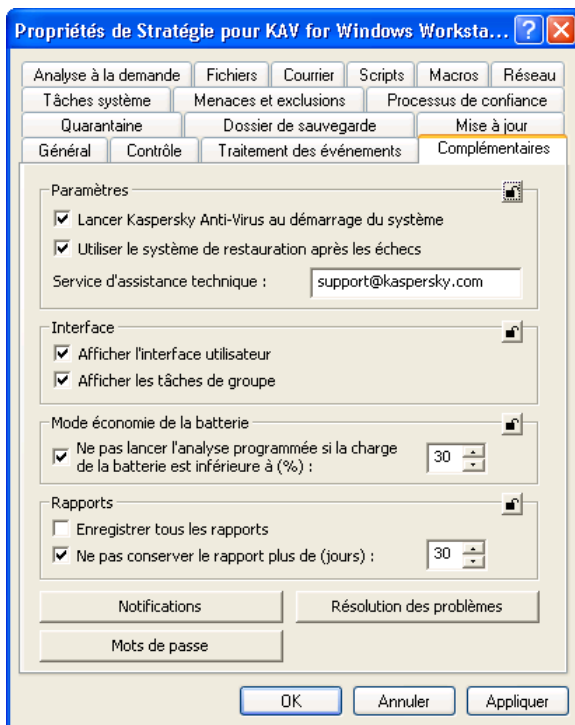 Propriétés de Stratégie pour KAV for Windows Worksta...
Analyse à la demande Fichiers Courrier Scripts Macros Réseau
Tâches système Menaces et exclusions Processus de confiance
Quarantaine Dossier de sauvegarde Mise à jour
Général Contrôle Traitement des événements Complémentaires
Paramètres
Lancer Kaspersky Anti-Virus au démarrage du système
Utiliser le système de restauration après les échecs
Service d'assistance technique : support@kaspersky.com
Interface
Afficher l'interface utilisateur
Afficher les tâches de groupe
Mode économie de la batterie
Ne pas lancer l'analyse programmée si la charge
de la batterie est inférieure à (%) : 30
Rapports
Enregistrer tous les rapports
Ne pas conserver le rapport plus de (jours) : 30
Notifications Résolution des problèmes
Mots de passe
OK Annuler Appliquer